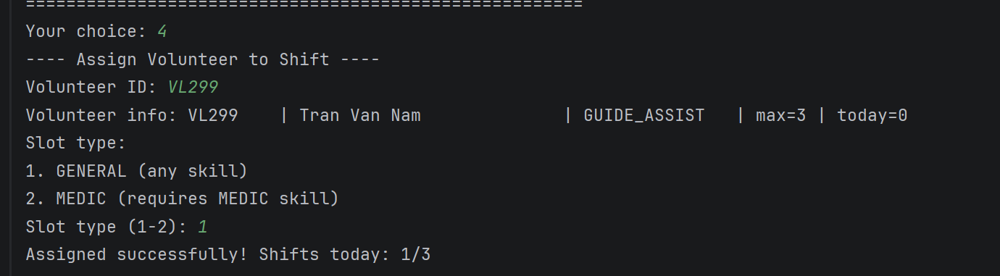 =======================================================
Your choice: 4
---- Assign Volunteer to Shift ----
Volunteer ID: VL299
Volunteer info: VL299    | Tran Van Nam              | GUIDE_ASSIST   | max=3 | today=0
Slot type:
1. GENERAL (any skill)
2. MEDIC (requires MEDIC skill)
Slot type (1-2): 1
Assigned successfully! Shifts today: 1/3